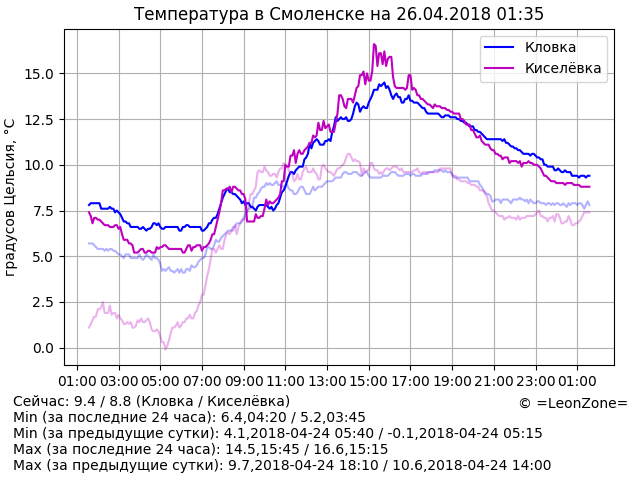 Температура в Смоленске на 26.04.2018 01:35
Кловка
Киселёвка
градусов Цельсия, °C
15.0
12.5
10.0
7.5
5.0
2.5
0.0
01:00 03:00 05:00 07:00 09:00 11:00 13:00 15:00 17:00 19:00 21:00 23:00 01:00
Сейчас: 9.4 / 8.8 (Кловка / Киселёвка)
© =LeonZone=
Min (за последние 24 часа): 6.4,04:20 / 5.2,03:45
Min (за предыдущие сутки): 4.1,2018-04-24 05:40 / -0.1,2018-04-24 05:15
Max (за последние 24 часа): 14.5,15:45 / 16.6,15:15
Max (за предыдущие сутки): 9.7,2018-04-24 18:10 / 10.6,2018-04-24 14:00